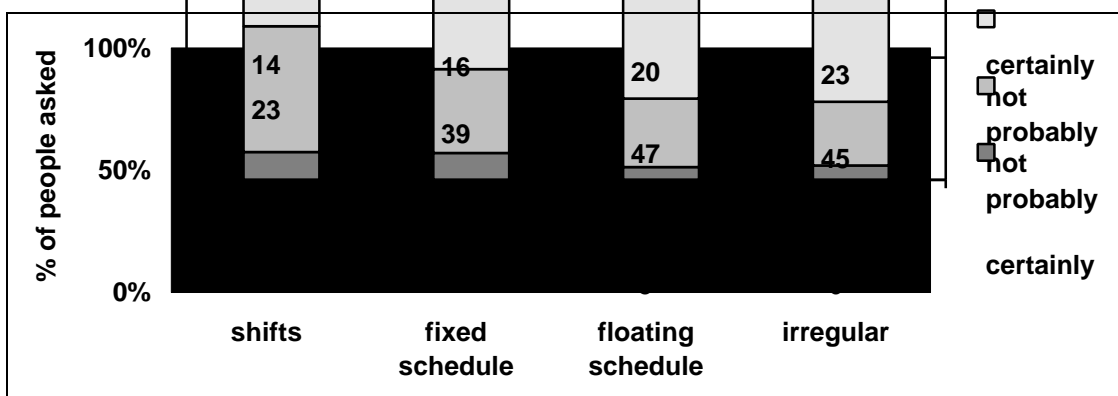 % of people asked
100%
50%
0%
14
16
20
23
23
39
47
45
shifts
fixed
schedule
floating
schedule
irregular
certainly
not
probably
not
probably
certainly